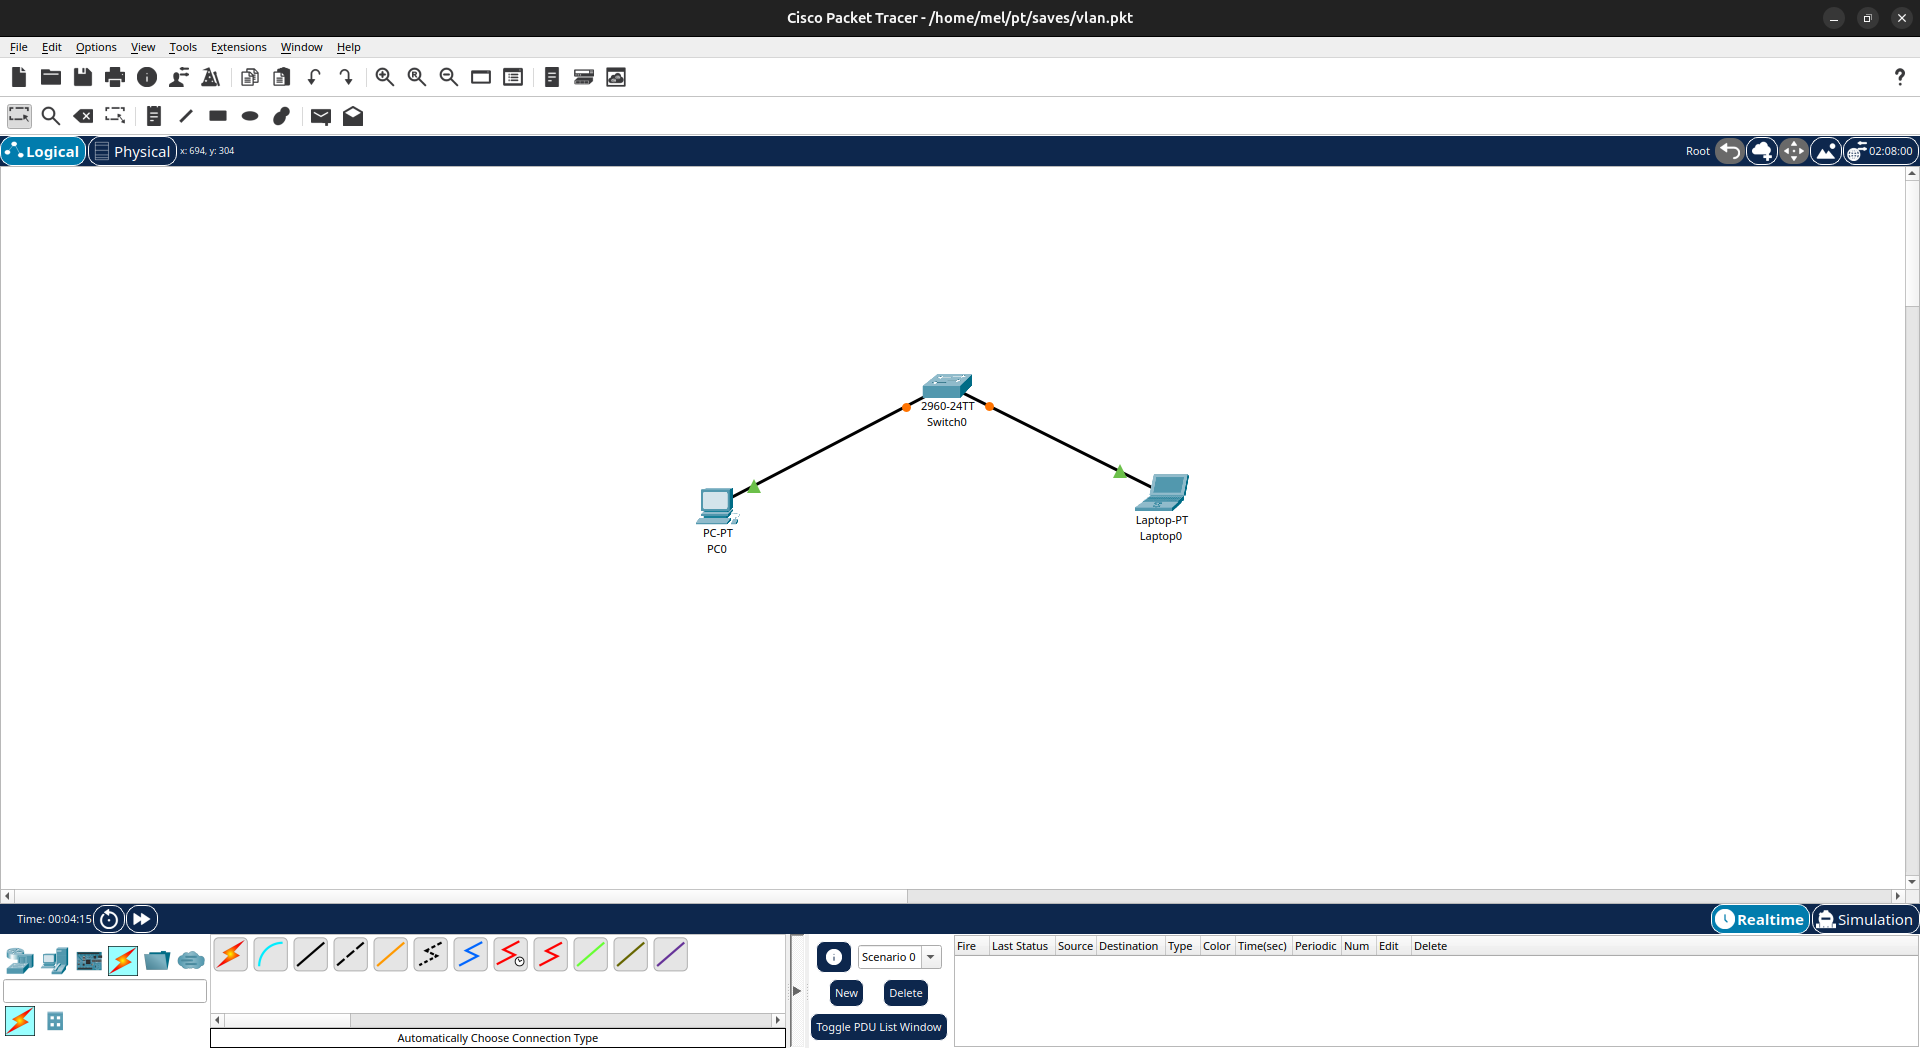 Cisco Packet Tracer - /home/mel/pt/saves/vlan.pkt
File Edit Options View Tools Extensions Window Help
Logical Physical x: 694, y: 304 Root 02:08:00
2960-24TT
Switch0
PC-PT
PC0
Laptop-PT
Laptop0
Time: 00:04:15 Realtime Simulation
Scenario 0
New Delete
Toggle PDU List Window
Fire Last Status Source Destination Type Color Time(sec) Periodic Num Edit Delete
Automatically Choose Connection Type